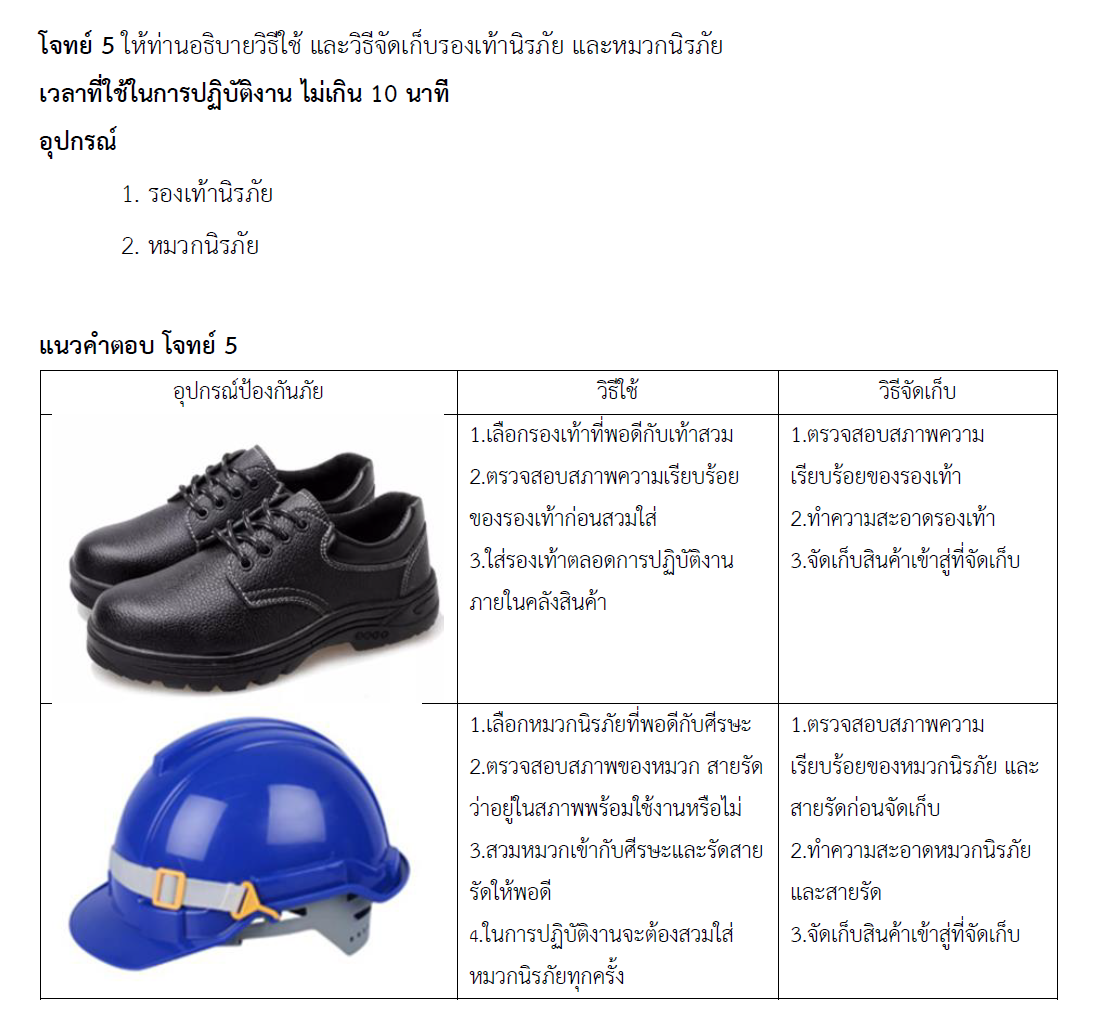 โจทย์ 5 ให้ท่านอธิบายวิธีใช้ และวิธีจัดเก็บรองเท้านิรภัย และหมวกนิรภัย
เวลาที่ใช้ในการปฏิบัติงาน ไม่เกิน 10 นาที
อุปกรณ์
1. รองเท้านิรภัย
2. หมวกนิรภัย
แนวคำตอบ โจทย์ 5
อุปกรณ์ป้องกันภัย
วิธีใช้
วิธีจัดเก็บ
1.เลือกรองเท้าที่พอดีกับเท้าสวม
2.ตรวจสอบสภาพความเรียบร้อย
ของรองเท้าก่อนสวมใส่
3.ใส่รองเท้าตลอดการปฏิบัติงาน
ภายในคลังสินค้า
1.ตรวจสอบสภาพความ
เรียบร้อยของรองเท้า
2.ทำความสะอาดรองเท้า
3.จัดเก็บสินค้าเข้าสู่ที่จัดเก็บ
1.เลือกหมวกนิรภัยที่พอดีกับศีรษะ
2.ตรวจสอบสภาพของหมวก สายรัด
ว่าอยู่ในสภาพพร้อมใช้งานหรือไม่
3.สวมหมวกเข้ากับศีรษะและรัดสาย
รัดให้พอดี
4.ในการปฏิบัติงานจะต้องสวมใส่
หมวกนิรภัยทุกครั้ง
1.ตรวจสอบสภาพความ
เรียบร้อยของหมวกนิรภัย และ
สายรัดก่อนจัดเก็บ
2.ทำความสะอาดหมวกนิรภัย
และสายรัด
3.จัดเก็บสินค้าเข้าสู่ที่จัดเก็บ